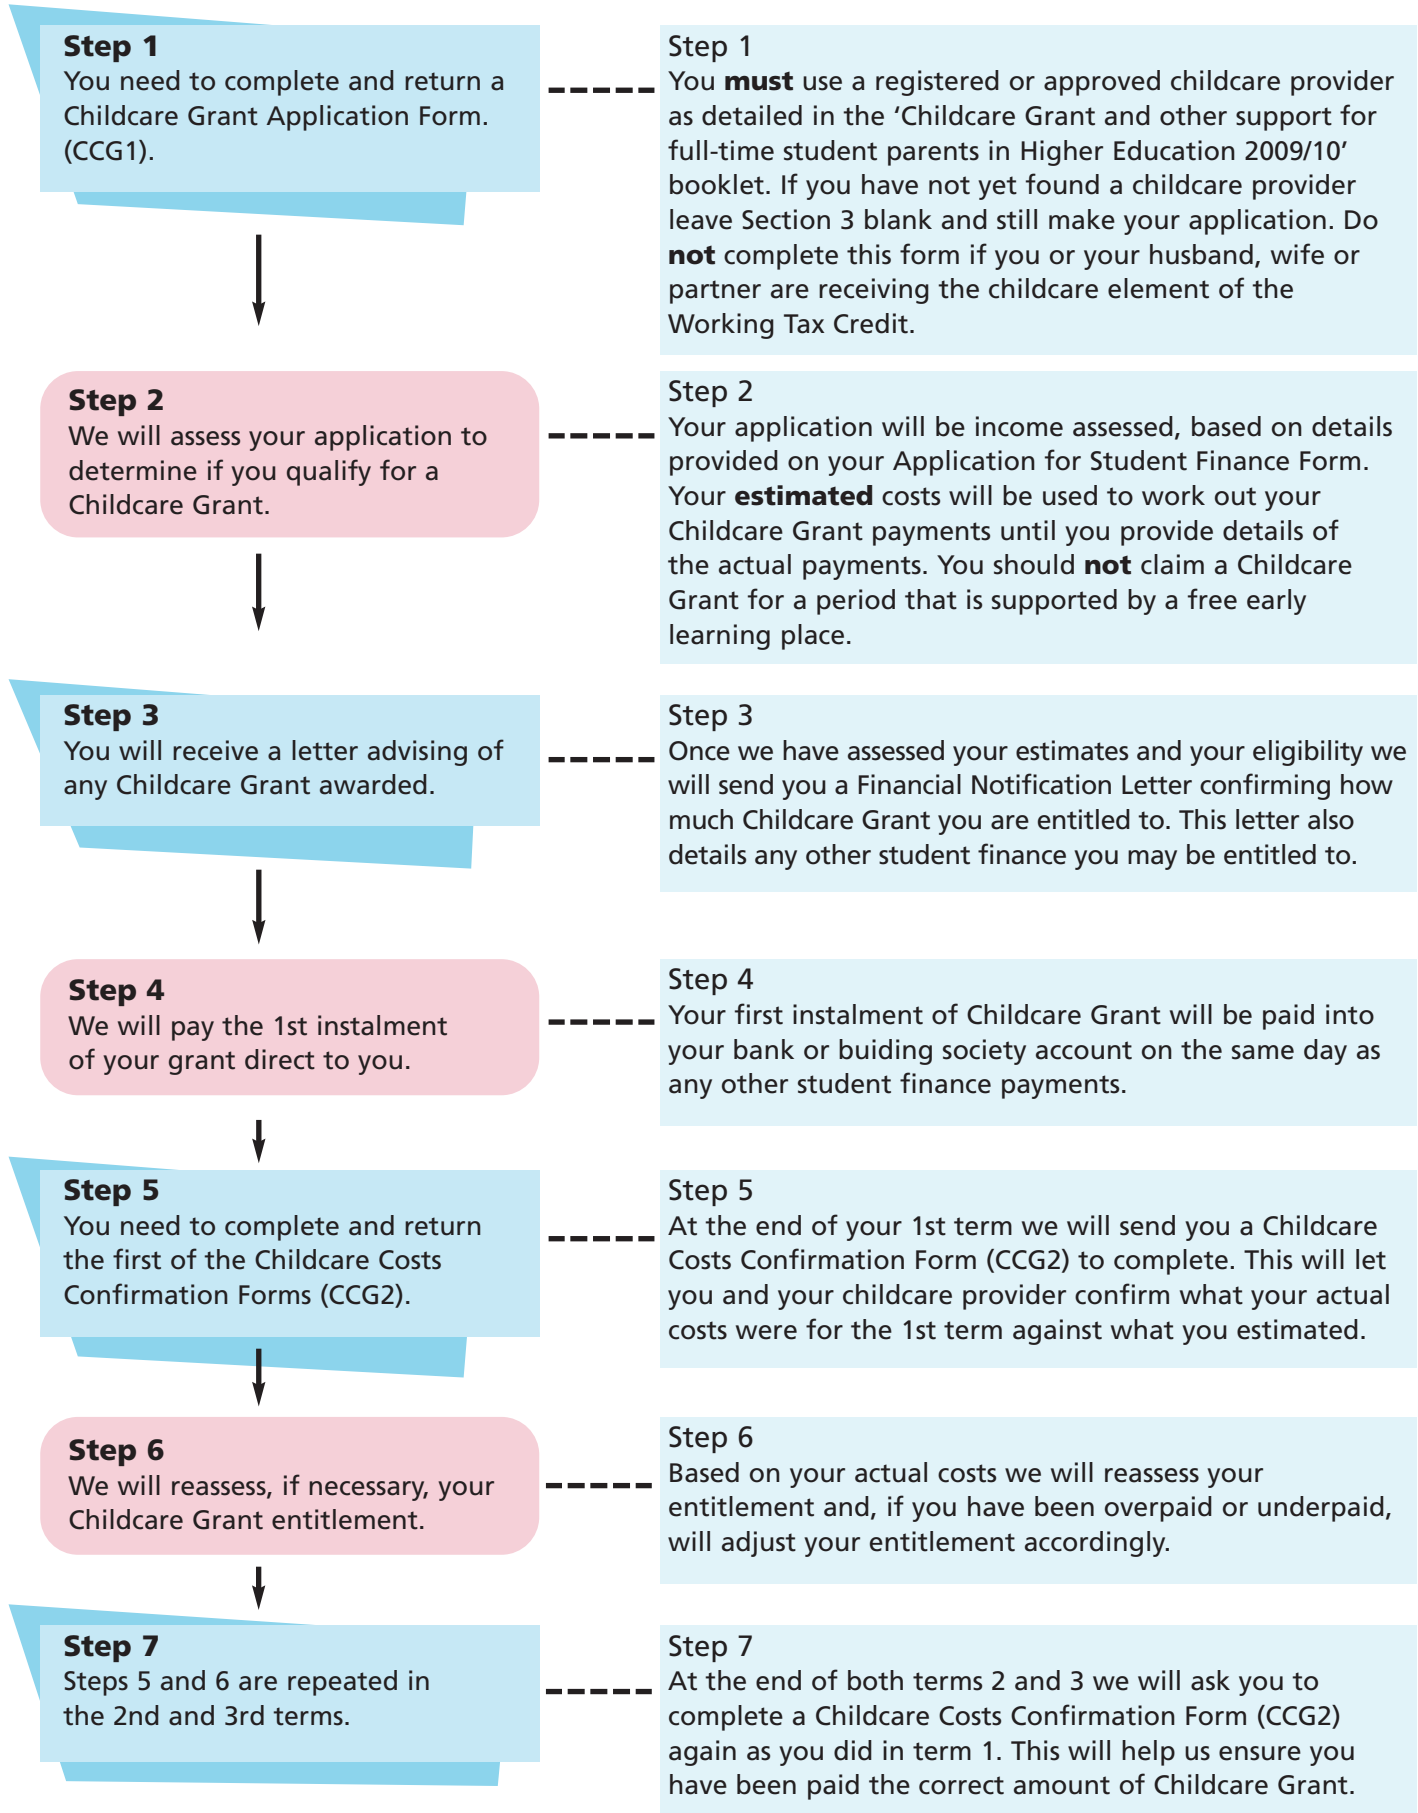 Step 1
You need to complete and return a
Childcare Grant Application Form.
(CCG1).
Step 1
You must use a registered or approved childcare provider
as detailed in the ‘Childcare Grant and other support for
full-time student parents in Higher Education 2009/10’
booklet. If you have not yet found a childcare provider
leave Section 3 blank and still make your application. Do
not complete this form if you or your husband, wife or
partner are receiving the childcare element of the
Working Tax Credit.
Step 2
We will assess your application to
determine if you qualify for a
Childcare Grant.
Step 2
Your application will be income assessed, based on details
provided on your Application for Student Finance Form.
Your estimated costs will be used to work out your
Childcare Grant payments until you provide details of
the actual payments. You should not claim a Childcare
Grant for a period that is supported by a free early
learning place.
Step 3
You will receive a letter advising of
any Childcare Grant awarded.
Step 3
Once we have assessed your estimates and your eligibility we
will send you a Financial Notification Letter confirming how
much Childcare Grant you are entitled to. This letter also
details any other student finance you may be entitled to.
Step 4
We will pay the 1st instalment
of your grant direct to you.
Step 4
Your first instalment of Childcare Grant will be paid into
your bank or buiding society account on the same day as
any other student finance payments.
Step 5
You need to complete and return
the first of the Childcare Costs
Confirmation Forms (CCG2).
Step 5
At the end of your 1st term we will send you a Childcare
Costs Confirmation Form (CCG2) to complete. This will let
you and your childcare provider confirm what your actual
costs were for the 1st term against what you estimated.
Step 6
We will reassess, if necessary, your
Childcare Grant entitlement.
Step 6
Based on your actual costs we will reassess your
entitlement and, if you have been overpaid or underpaid,
will adjust your entitlement accordingly.
Step 7
Steps 5 and 6 are repeated in
the 2nd and 3rd terms.
Step 7
At the end of both terms 2 and 3 we will ask you to
complete a Childcare Costs Confirmation Form (CCG2)
again as you did in term 1. This will help us ensure you
have been paid the correct amount of Childcare Grant.